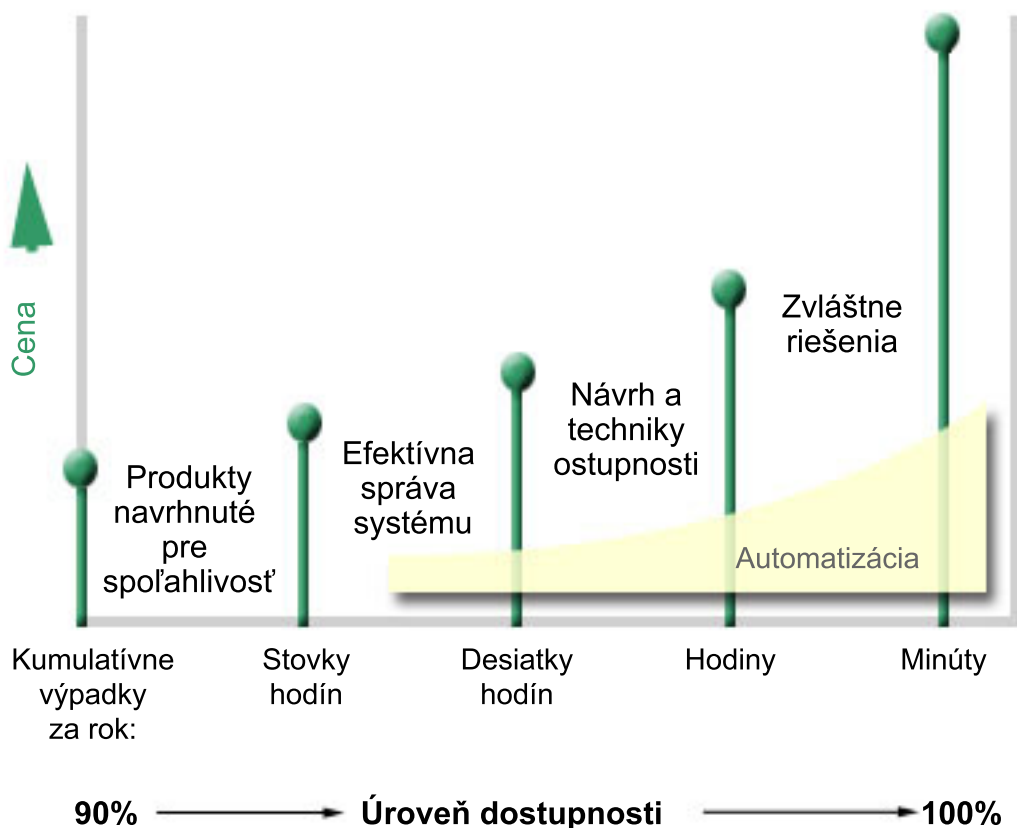 Cena
Zvláštne
riešenia
Návrh a
techniky
ostupnosti
Efektívna
správa
systému
Produkty
navrhnuté
pre
spoľahlivosť
Automatizácia
Kumulatívne
výpadky
za rok:
Stovky
hodín
Desiatky
hodín
Hodiny
Minúty
90% Úroveň dostupnosti 100%